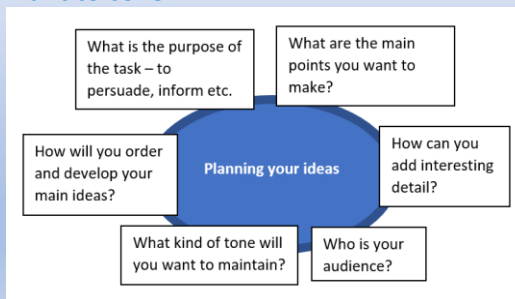 What is the purpose of
the task – to
persuade, inform etc.
What are the main
points you want to
make?
How will you order
and develop your
main ideas?
Planning your ideas
How can you
add interesting
detail?
What kind of tone will
you want to maintain?
Who is your
audience?